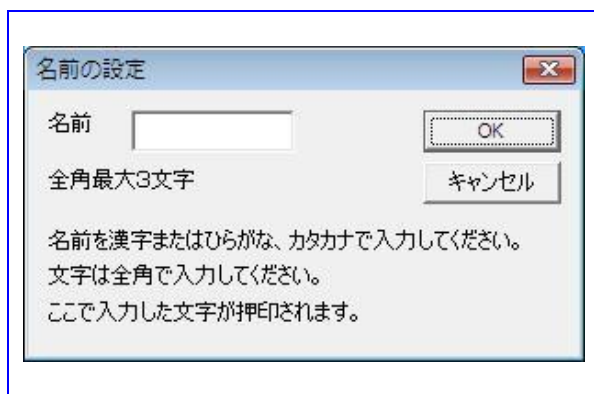 名前の設定
名前
OK
全角最大3文字
キャンセル
名前を漢字またはひらがな、カタカナで入力してください。
文字は全角で入力してください。
ここで入力した文字が押印されます。